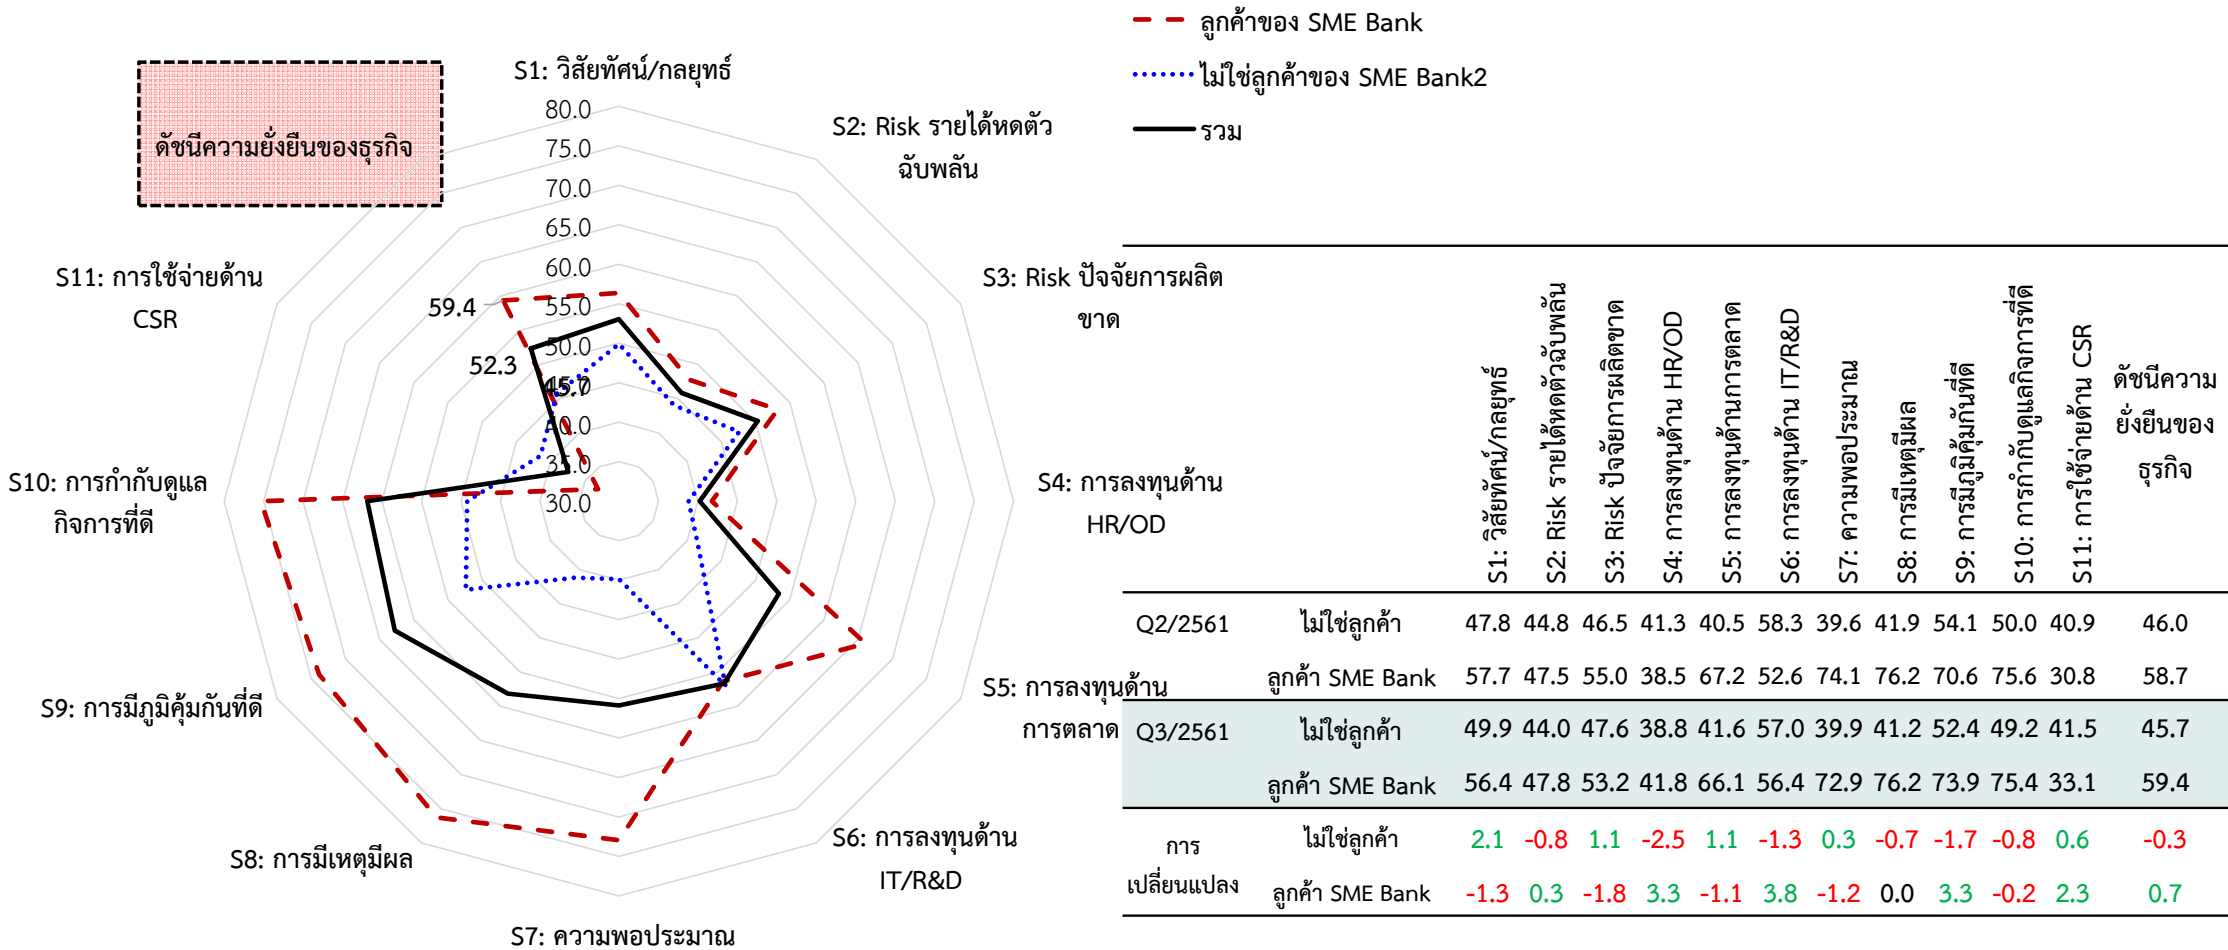 ลูกค้าของ SME Bank
ไม่ใช่ลูกค้าของ SME Bank2
รวม
ดัชนีความยั่งยืนของธุรกิจ
S1: วิสัยทัศน์/กลยุทธ์
S2: Risk รายได้หดตัว
ฉับพลัน
S3: Risk ปัจจัยการผลิต
ขาด
S4: การลงทุนด้าน
HR/OD
S5: การลงทุนด้าน
การตลาด
S6: การลงทุนด้าน
IT/R&D
S7: ความพอประมาณ
S8: การมีเหตุมีผล
S9: การมีภูมิคุ้มกันที่ดี
S10: การกำกับดูแล
กิจการที่ดี
S11: การใช้จ่ายด้าน
CSR
80.0
75.0
70.0
65.0
60.0
55.0
50.0
45.0
40.0
35.0
30.0
59.4
52.3
45.7
S1: วิสัยทัศน์/กลยุทธ์
S2: Risk รายได้หดตัวฉับพลัน
S3: Risk ปัจจัยการผลิตขาด
S4: การลงทุนด้าน HR/OD
S5: การลงทุนด้านการตลาด
S6: การลงทุนด้าน IT/R&D
S7: ความพอประมาณ
S8: การมีเหตุมีผล
S9: การมีภูมิคุ้มกันที่ดี
S10: การกำกับดูแลกิจการที่ดี
S11: การใช้จ่ายด้าน CSR
ดัชนีความ
ยั่งยืนของ
ธุรกิจ
Q2/2561 ไม่ใช่ลูกค้า 47.8 44.8 46.5 41.3 40.5 58.3 39.6 41.9 54.1 50.0 40.9 46.0
ลูกค้า SME Bank 57.7 47.5 55.0 38.5 67.2 52.6 74.1 76.2 70.6 75.6 30.8 58.7
Q3/2561 ไม่ใช่ลูกค้า 49.9 44.0 47.6 38.8 41.6 57.0 39.9 41.2 52.4 49.2 41.5 45.7
ลูกค้า SME Bank 56.4 47.8 53.2 41.8 66.1 56.4 72.9 76.2 73.9 75.4 33.1 59.4
การ
เปลี่ยนแปลง
ไม่ใช่ลูกค้า 2.1 -0.8 1.1 -2.5 1.1 -1.3 0.3 -0.7 -1.7 -0.8 0.6 -0.3
ลูกค้า SME Bank -1.3 0.3 -1.8 3.3 -1.1 3.8 -1.2 0.0 3.3 -0.2 2.3 0.7